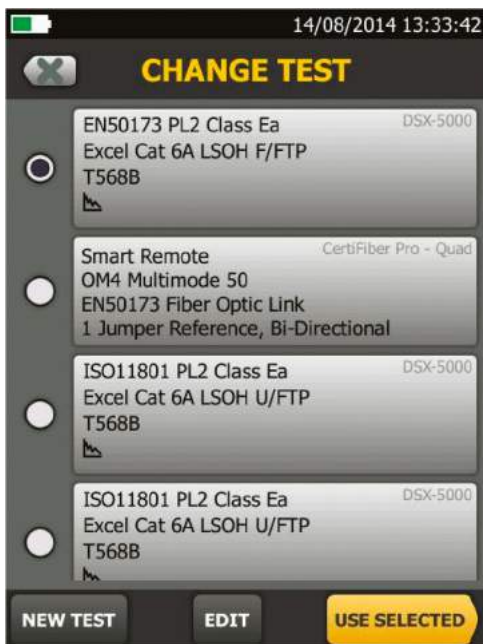 14/08/2014 13:33:42
CHANGE TEST
EN50173 PL2 Class Ea DSX-5000
Excel Cat 6A LSOH F/FTP
T568B
Smart Remote CertiFiber Pro - Quad
OM4 Multimode 50
EN50173 Fiber Optic Link
1 Jumper Reference, Bi-Directional
ISO11801 PL2 Class Ea DSX-5000
Excel Cat 6A LSOH U/FTP
T568B
ISO11801 PL2 Class Ea DSX-5000
Excel Cat 6A LSOH U/FTP
T568B
NEW TEST EDIT USE SELECTED